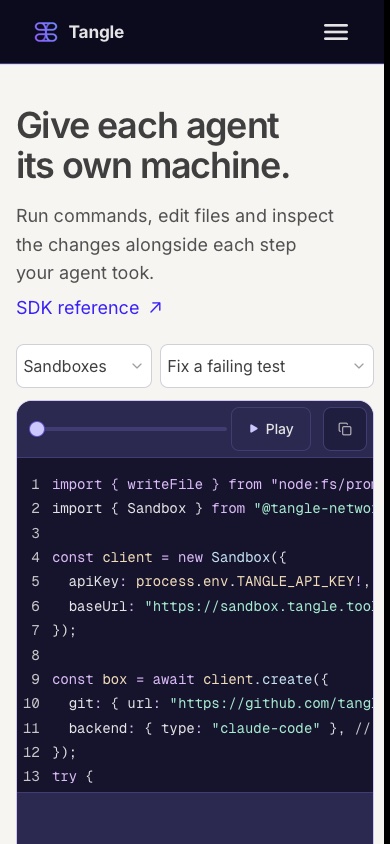 Tangle
Give each agent
its own machine.
Run commands, edit files and inspect
the changes alongside each step
your agent took.
SDK reference ↗
Sandboxes
Fix a failing test
Play
1 import { writeFile } from "node:fs/pro
2 import { Sandbox } from "@tangle-netwo
3
4 const client = new Sandbox({
5   apiKey: process.env.TANGLE_API_KEY!,
6   baseUrl: "https://sandbox.tangle.too
7 });
8
9 const box = await client.create({
10   git: { url: "https://github.com/tang
11   backend: { type: "claude-code" }, //
12 });
13 try {